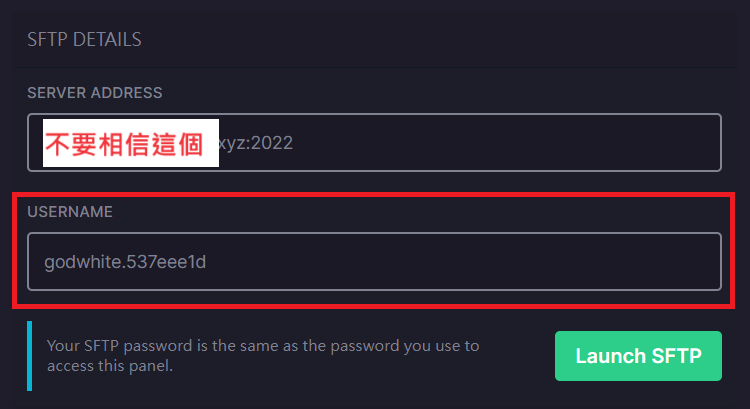 SFTP DETAILS
SERVER ADDRESS
不要相信這個 xyz:2022
USERNAME
godwhite.537eee1d
Your SFTP password is the same as the password you use to
access this panel.
Launch SFTP